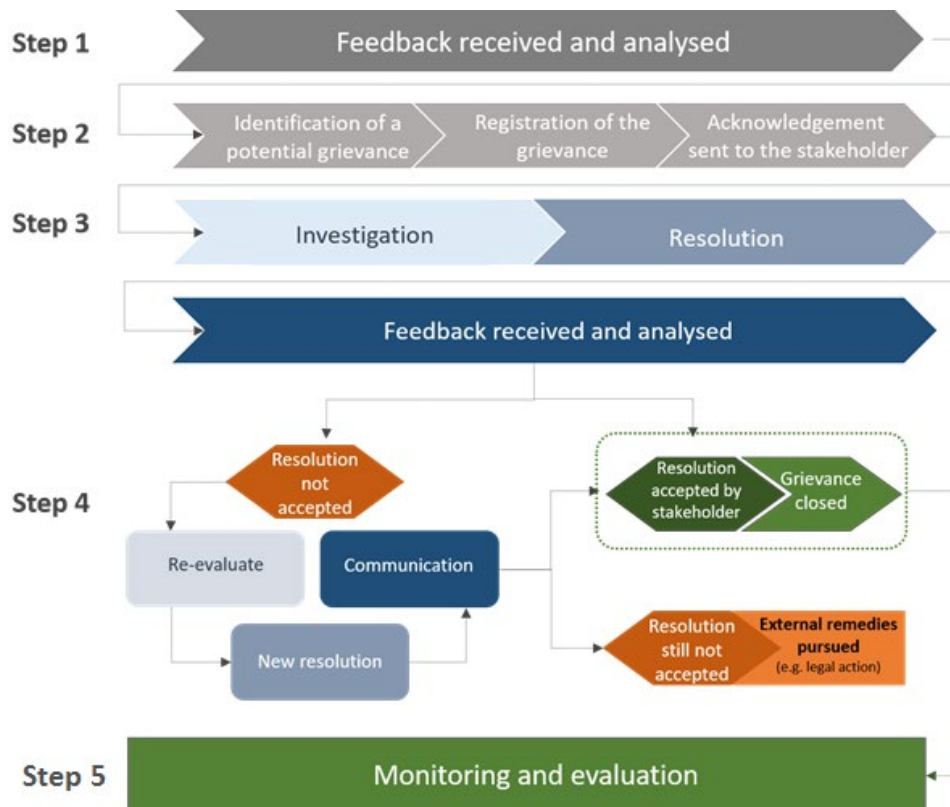 Step 1
Feedback received and analysed
Step 2
Identification of a
potential grievance
Registration of the
grievance
Acknowledgement
sent to the stakeholder
Step 3
Investigation
Resolution
Feedback received and analysed
Step 4
Resolution
not
accepted
Resolution
accepted by
stakeholder
Grievance
closed
Re-evaluate
Communication
New resolution
Resolution
still not
accepted
External remedies
pursued
(e.g. legal action)
Step 5
Monitoring and evaluation